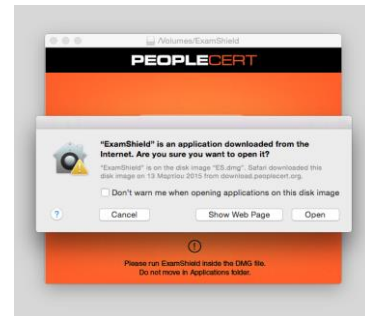 /Volumes/ExamShield
PEOPLECERT
"ExamShield" is an application downloaded from the
Internet. Are you sure you want to open it?
"ExamShield" is on the disk image "ES.dmg". Safari downloaded this
disk image on 13 Μαρτίου 2015 from download.peoplecert.org.
Don't warn me when opening applications on this disk image
?
Cancel
Show Web Page
Open
Please run ExamShield inside the DMG file.
Do not move in Applications folder.